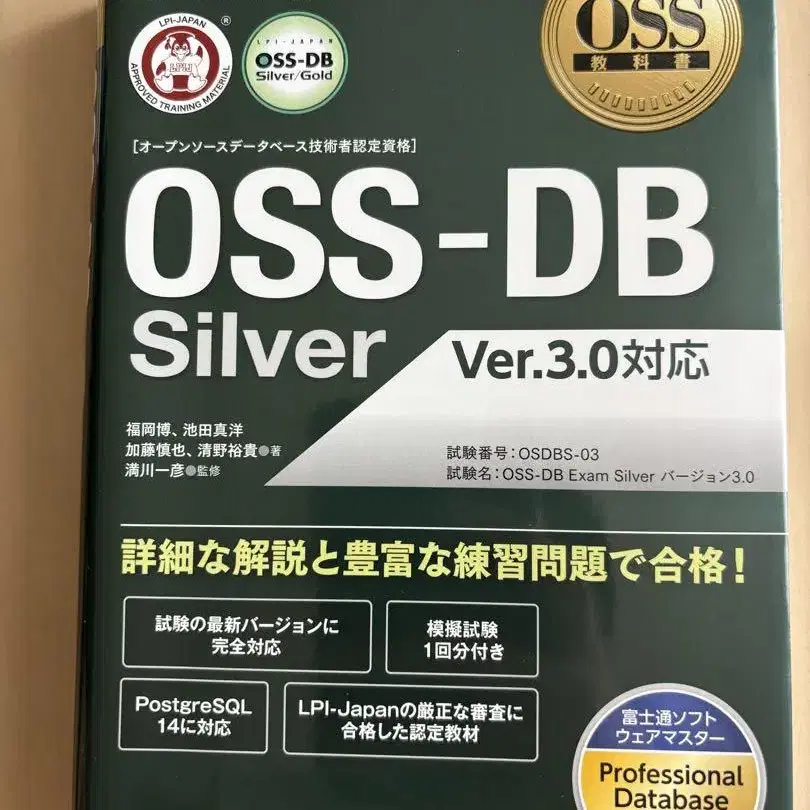 LPI-JAPAN
LPI-J
APPROVED TRAINING MATERIAL
®
LPI-JAPAN
OSS-DB
Silver/Gold
OSS
教科書
[オープンソースデータベース技術者認定資格]
OSS-DB
Silver
Ver.3.0対応
福岡博、池田真洋
加藤慎也、清野裕貴●著
満川一彦●監修
試験番号：OSDBS-03
試験名：OSS-DB Exam Silver バージョン3.0
詳細な解説と豊富な練習問題で合格！
試験の最新バージョンに
完全対応
模擬試験
1回分付き
PostgreSQL
14に対応
LPI-Japanの厳正な審査に
合格した認定教材
富士通ソフト
ウェアマスター
Professional
Database